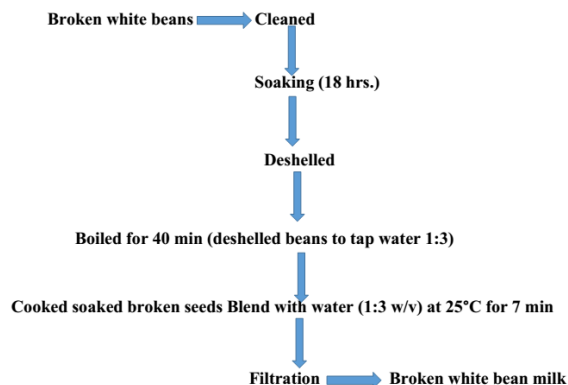 Broken white beans Cleaned
Soaking (18 hrs.)
Deshelled
Boiled for 40 min (deshelled beans to tap water 1:3)
Cooked soaked broken seeds Blend with water (1:3 w/v) at 25°C for 7 min
Filtration Broken white bean milk